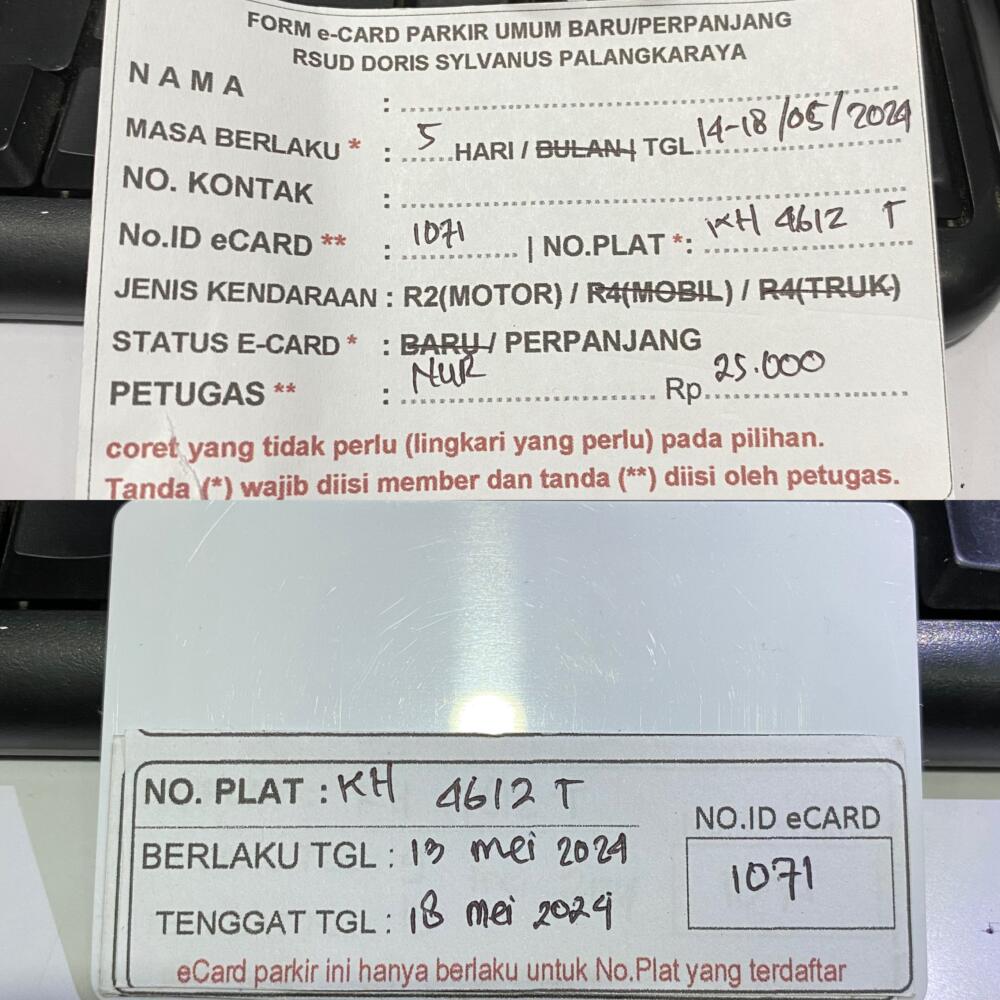 FORM e-CARD PARKIR UMUM BARU/PERPANJANG
RSUD DORIS SYLVANUS PALANGKARAYA
NAMA :
MASA BERLAKU * : 5 HARI / BULAN | TGL 14-18/05/2024
NO. KONTAK :
No.ID eCARD ** : 1071 | NO.PLAT *: KH 4612 T
JENIS KENDARAAN : R2(MOTOR) / R4(MOBIL) / R4(TRUK)
STATUS E-CARD * : BARU / PERPANJANG
PETUGAS ** : NUR Rp 25.000
coret yang tidak perlu (lingkari yang perlu) pada pilihan.
Tanda (*) wajib diisi member dan tanda (**) diisi oleh petugas.
NO. PLAT : KH 4612 T
NO.ID eCARD
BERLAKU TGL : 13 mei 2024
1071
TENGGAT TGL : 18 mei 2024
eCard parkir ini hanya berlaku untuk No.Plat yang terdaftar